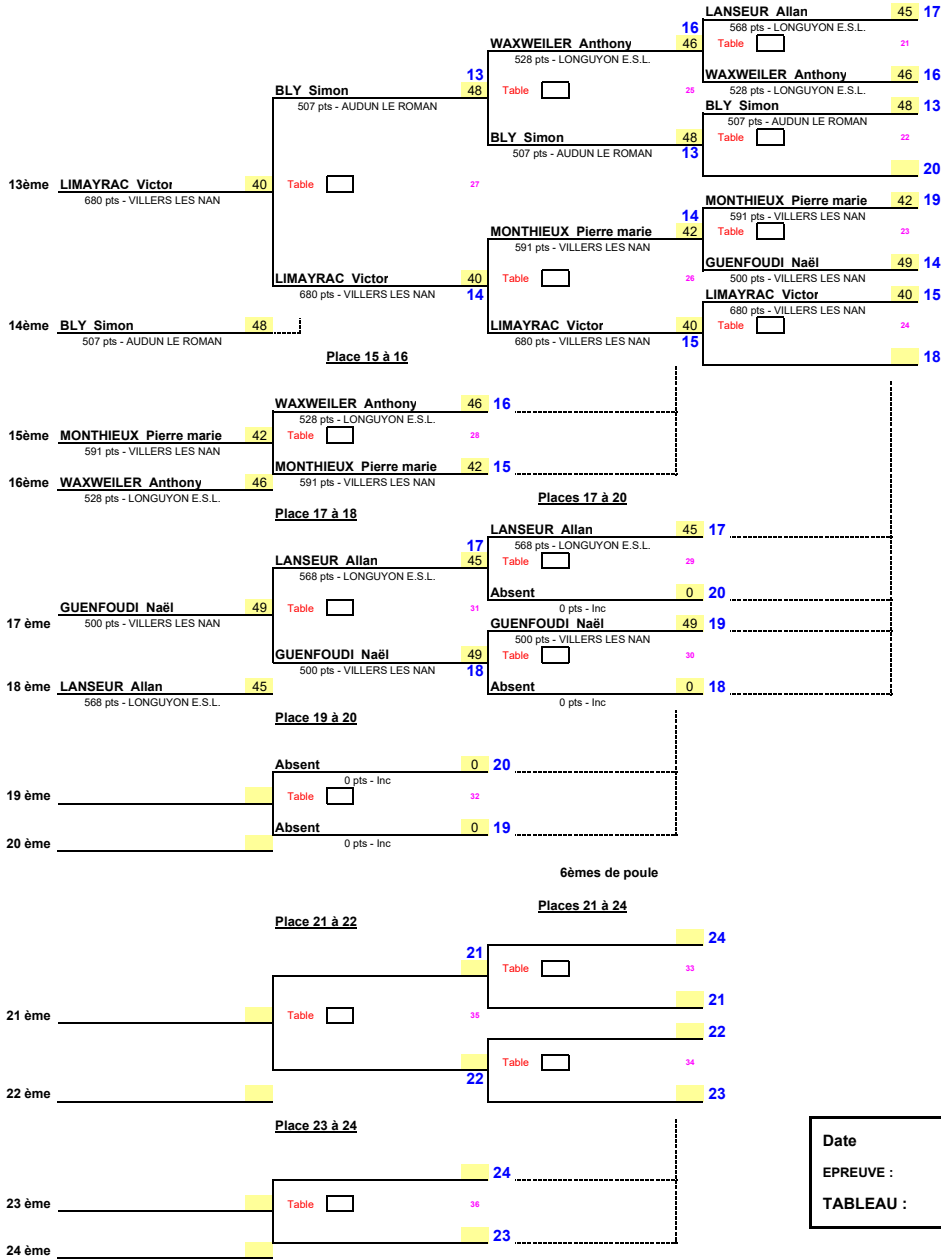 LANSEUR Allan 45 17
568 pts - LONGUYON E.S.L.
16
WAXWEILER Anthony 46 Table 21
528 pts - LONGUYON E.S.L.
13 WAXWEILER Anthony 46 16
BLY Simon 48 Table 25 528 pts - LONGUYON E.S.L.
507 pts - AUDUN LE ROMAN BLY Simon 48 13
507 pts - AUDUN LE ROMAN
BLY Simon 48 Table 22
507 pts - AUDUN LE ROMAN 13
20
13ème LIMAYRAC Victor 40 Table 27
680 pts - VILLERS LES NAN MONTHIEUX Pierre marie 42 19
14 591 pts - VILLERS LES NAN
MONTHIEUX Pierre marie 42 Table 23
591 pts - VILLERS LES NAN
GUENFOUDI Naël 49 14
LIMAYRAC Victor 40 Table 26 500 pts - VILLERS LES NAN
680 pts - VILLERS LES NAN 14 LIMAYRAC Victor 40 15
680 pts - VILLERS LES NAN
14ème BLY Simon 48 LIMAYRAC Victor 40 Table 24
507 pts - AUDUN LE ROMAN 680 pts - VILLERS LES NAN 15
Place 15 à 16 18
WAXWEILER Anthony 46 16
528 pts - LONGUYON E.S.L.
15ème MONTHIEUX Pierre marie 42 Table 28
591 pts - VILLERS LES NAN
MONTHIEUX Pierre marie 42 15
16ème WAXWEILER Anthony 46 591 pts - VILLERS LES NAN
528 pts - LONGUYON E.S.L. Places 17 à 20
Place 17 à 18
LANSEUR Allan 45 17
17 568 pts - LONGUYON E.S.L.
LANSEUR Allan 45 Table 29
568 pts - LONGUYON E.S.L.
Absent 0 20
0 pts - Inc
GUENFOUDI Naël 49 Table 31
17 ème 500 pts - VILLERS LES NAN GUENFOUDI Naël 49 19
500 pts - VILLERS LES NAN
GUENFOUDI Naël 49 Table 30
500 pts - VILLERS LES NAN 18
18 ème LANSEUR Allan 45 Absent 0 18
568 pts - LONGUYON E.S.L. 0 pts - Inc
Place 19 à 20
Absent 0 20
0 pts - Inc
19 ème Table 32
Absent 0 19
20 ème 0 pts - Inc
6èmes de poule
Places 21 à 24
Place 21 à 22
24
21
Table 33
21
21 ème Table 35
22
Table 34
22
22 ème 23
Place 23 à 24
Date
24
EPREUVE :
23 ème Table 36
TABLEAU :
23
24 ème